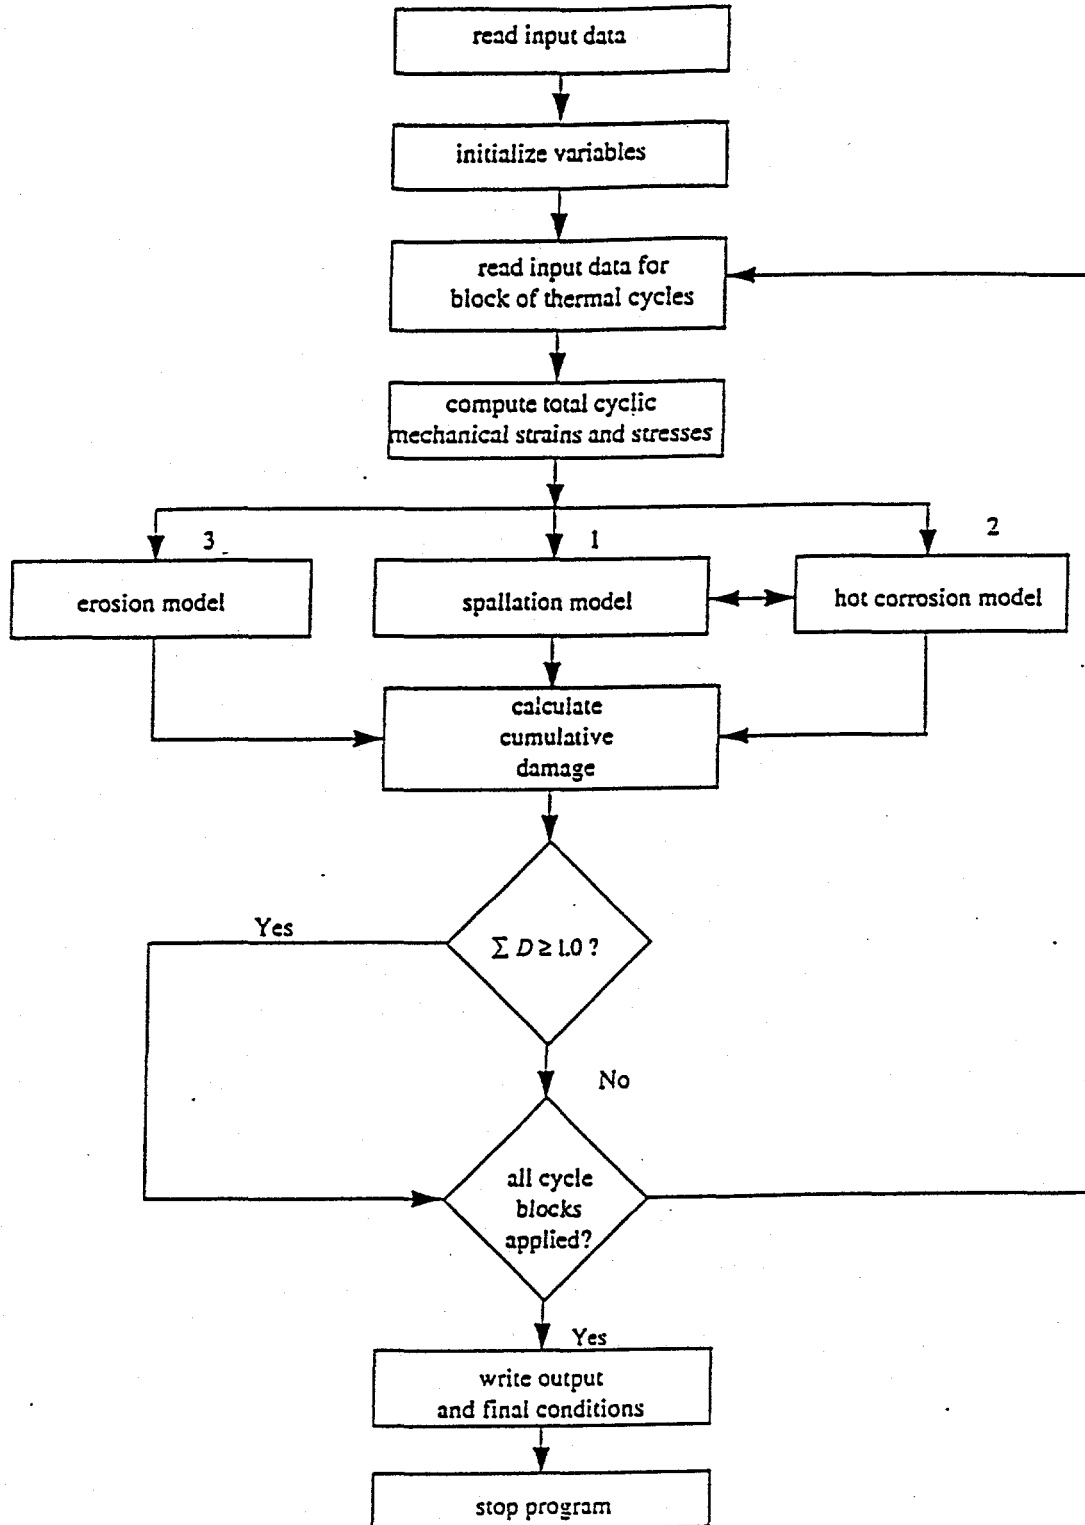 read input data
initialize variables
read input data for
block of thermal cycles
compute total cyclic
mechanical strains and stresses
3
1
2
erosion model
spallation model
hot corrosion model
calculate
cumulative
damage
Yes
∑ D ≥ 1.0 ?
No
all cycle
blocks
applied?
Yes
write output
and final conditions
stop program